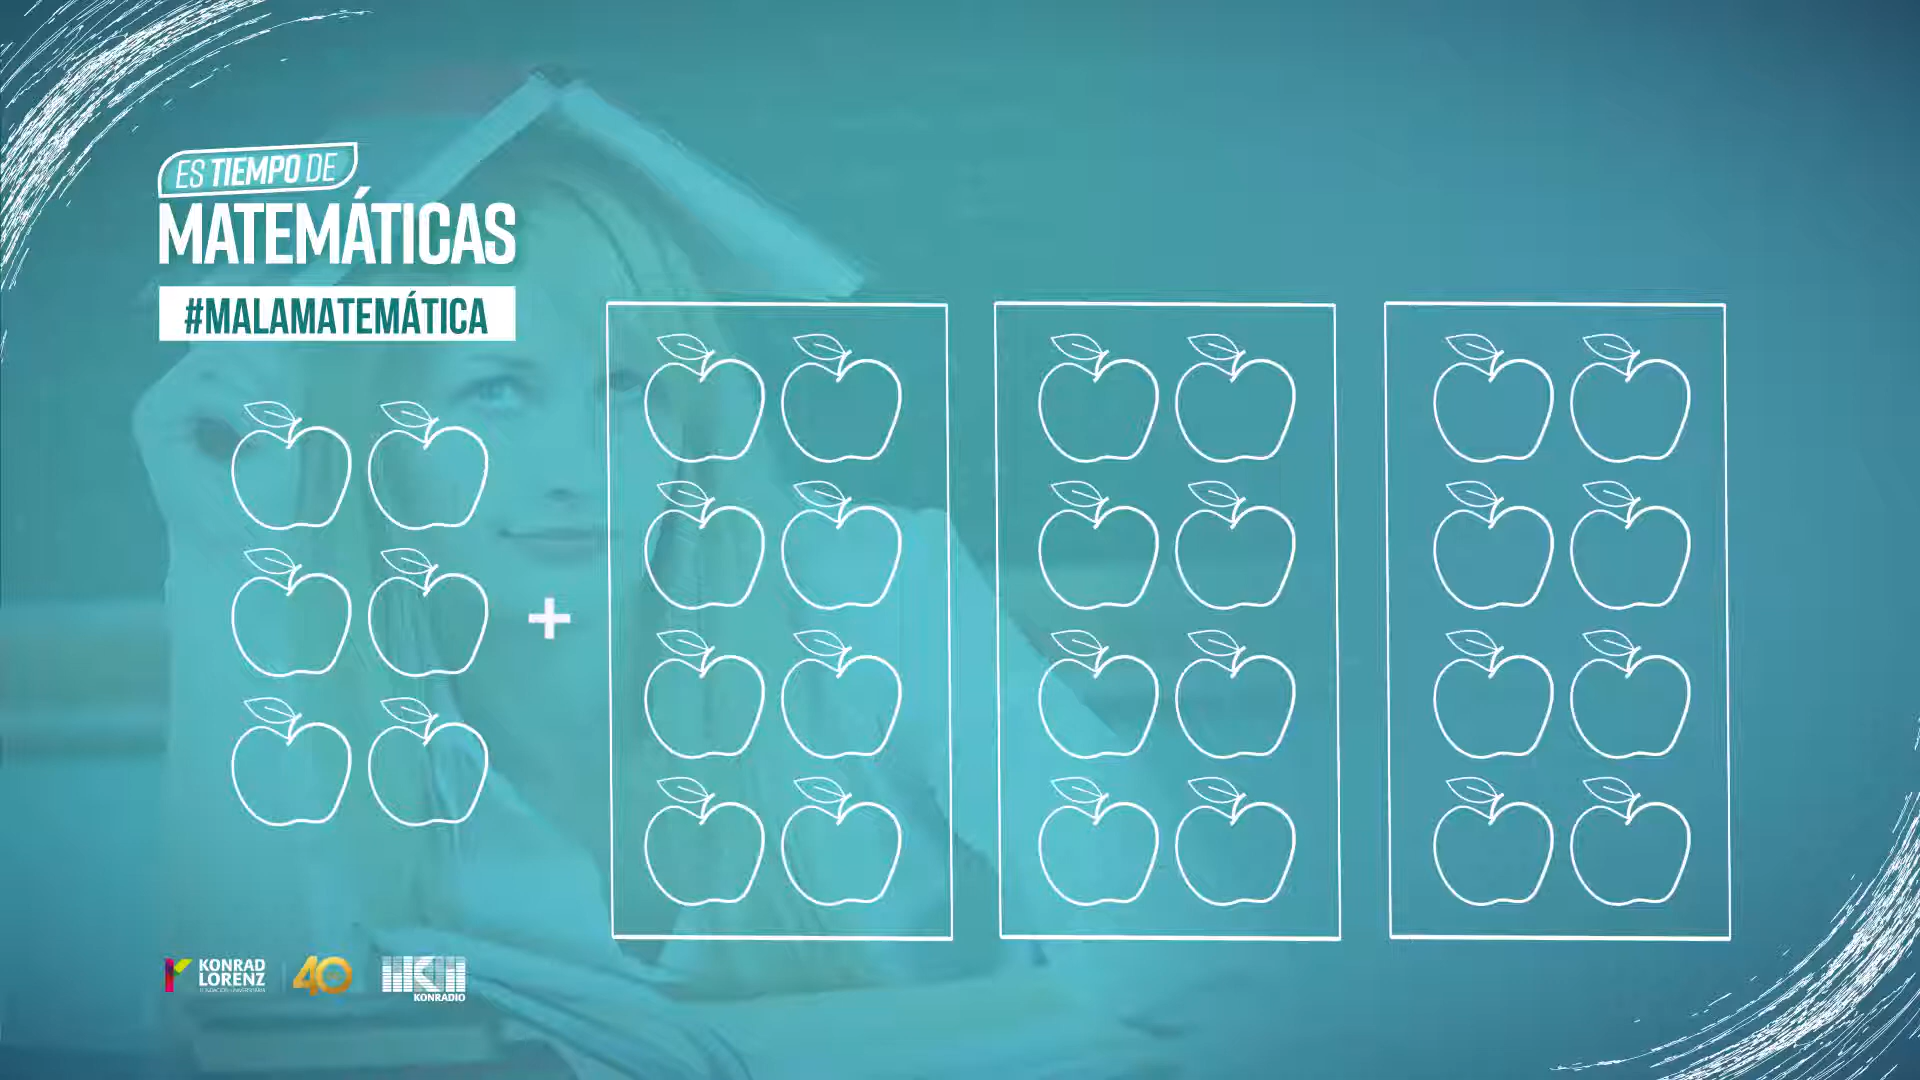 ES TIEMPO DE
MATEMÁTICAS
#MALAMATEMÁTICA
+
KONRAD
LORENZ
40
KONRADIO